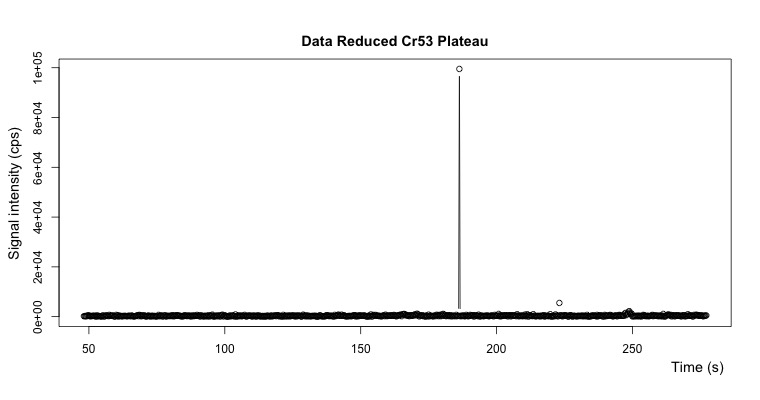 Data Reduced Cr53 Plateau
Signal intensity (cps)
1e+05
8e+04
6e+04
4e+04
2e+04
0e+00
50 100 150 200 250
Time (s)